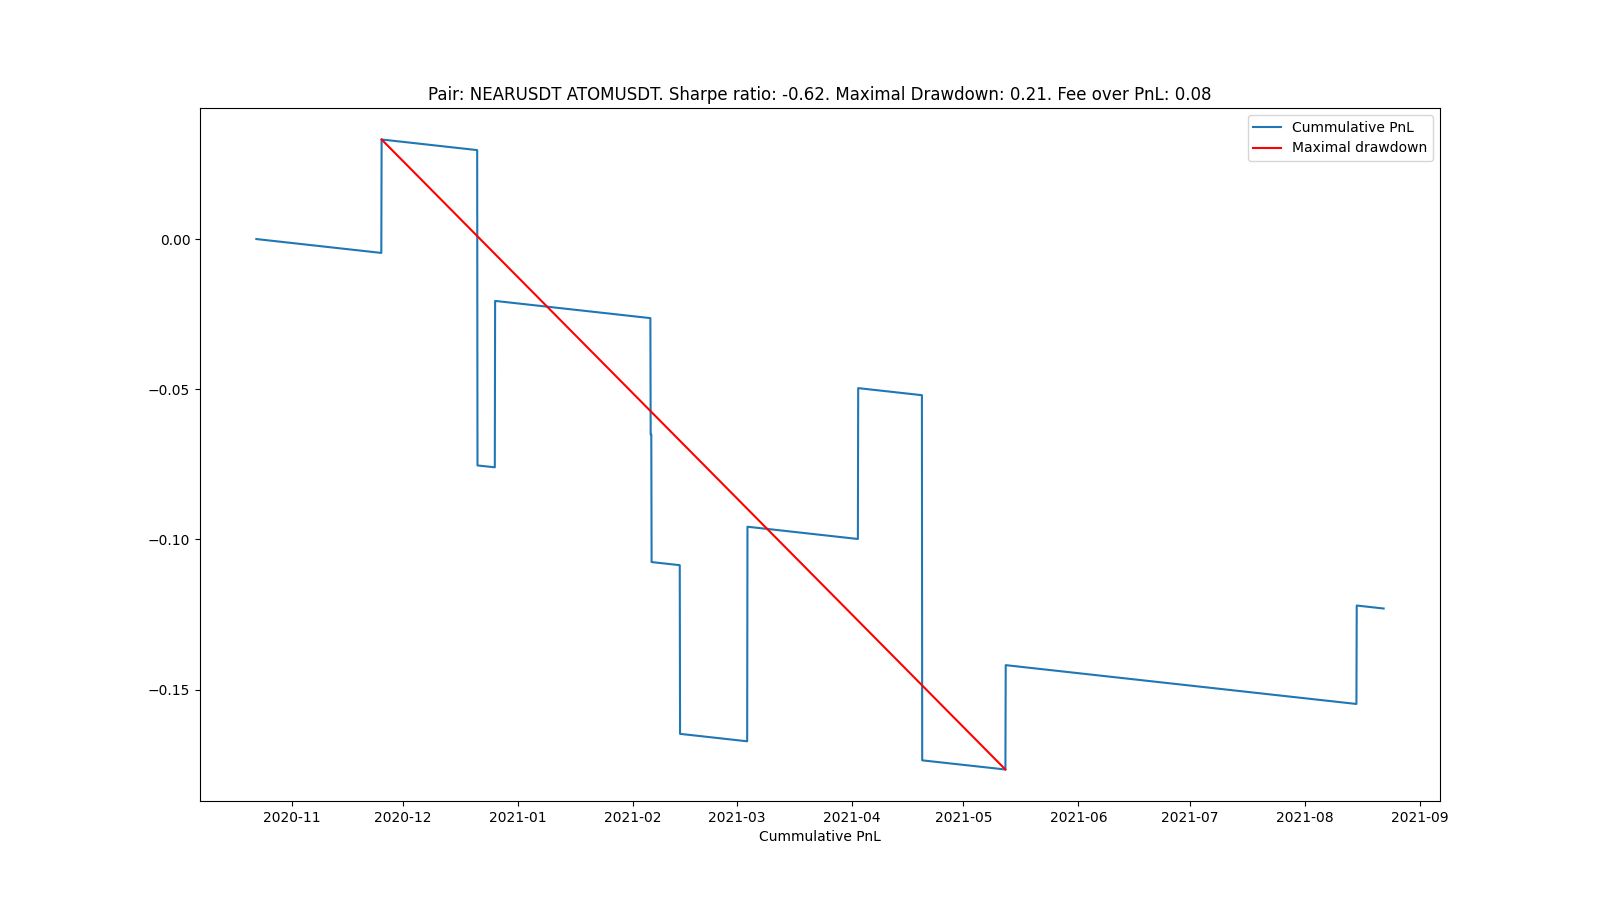 Pair: NEARUSDT ATOMUSDT. Sharpe ratio: -0.62. Maximal Drawdown: 0.21. Fee over PnL: 0.08
Cummulative PnL
Maximal drawdown
0.00
−0.05
−0.10
−0.15
2020-11 2020-12 2021-01 2021-02 2021-03 2021-04 2021-05 2021-06 2021-07 2021-08 2021-09
Cummulative PnL